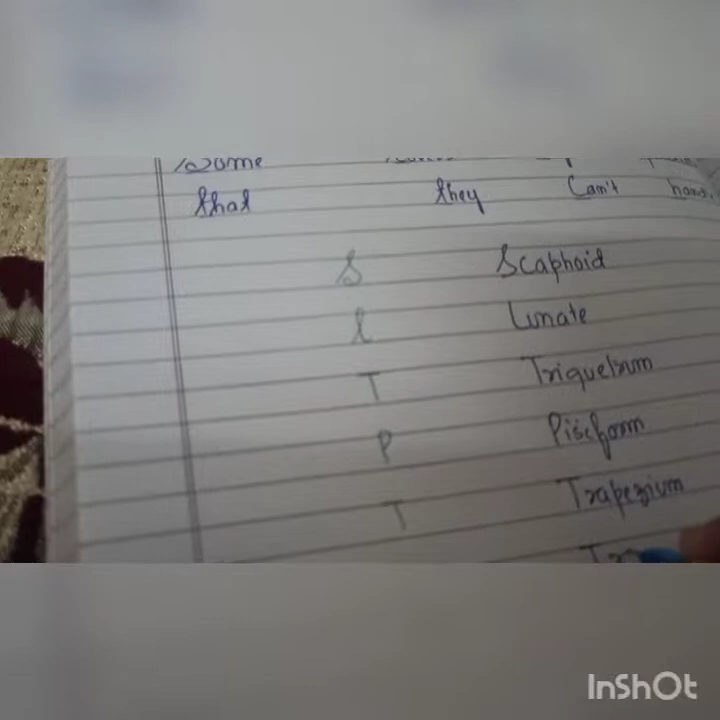 Some
that they Can't
S Scaphoid
L Lunate
T Triquetrum
P Pisiform
T Trapezium
InShOt